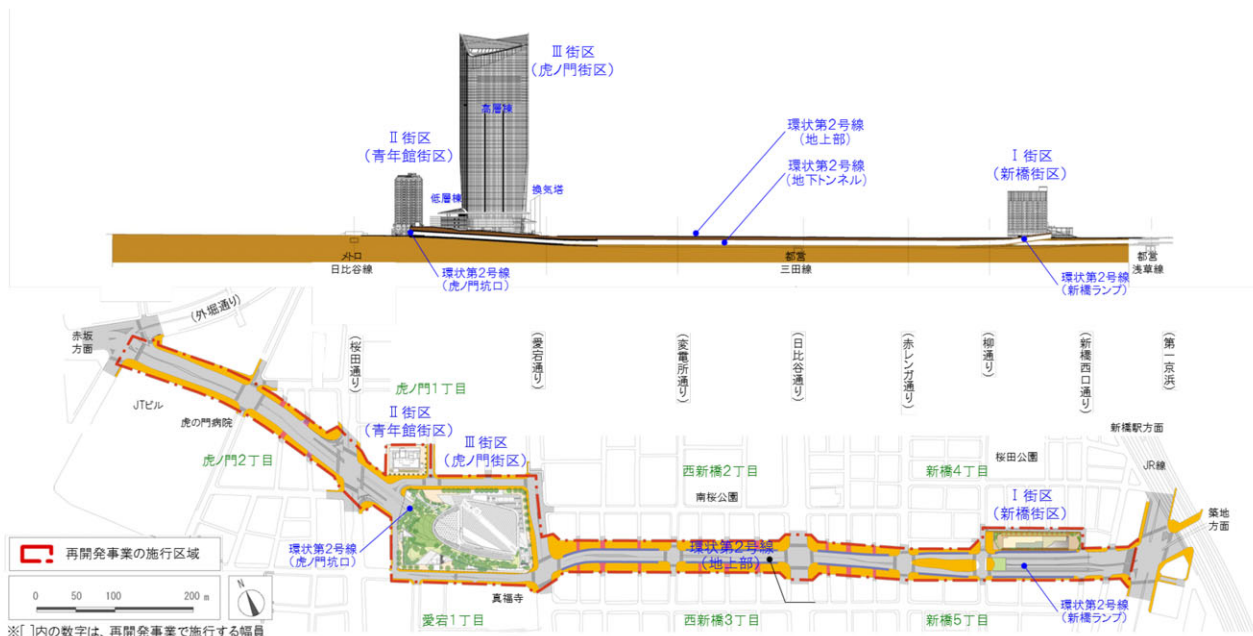 Ⅲ 街区
(虎ノ門街区)
高層棟
Ⅱ 街区
(青年館街区)
低層棟
換気塔
環状第2号線
(地上部)
環状第2号線
(地下トンネル)
Ⅰ 街区
(新橋街区)
メトロ
日比谷線
環状第2号線
(虎ノ門坑口)
都営
三田線
環状第2号線
(新橋ランプ)
都営
浅草線
赤坂
方面
(外堀通り)
(桜田通り)
(愛宕通り)
(変電所通り)
(日比谷通り)
(赤レンガ通り)
(柳通り)
(新橋西口通り)
(第一京浜)
虎ノ門1丁目
JTビル
虎の門病院
虎ノ門2丁目
Ⅱ 街区
(青年館街区)
Ⅲ 街区
(虎ノ門街区)
西新橋2丁目
南桜公園
新橋4丁目
桜田公園
新橋駅方面
JR線
Ⅰ 街区
(新橋街区)
築地
方面
再開発事業の施行区域
環状第2号線
(虎ノ門坑口)
環状第2号線
(地上部)
0 50 100 200 m
N
真福寺
愛宕1丁目
西新橋3丁目
新橋5丁目
環状第2号線
(新橋ランプ)
※[ ]内の数字は、再開発事業で施行する幅員